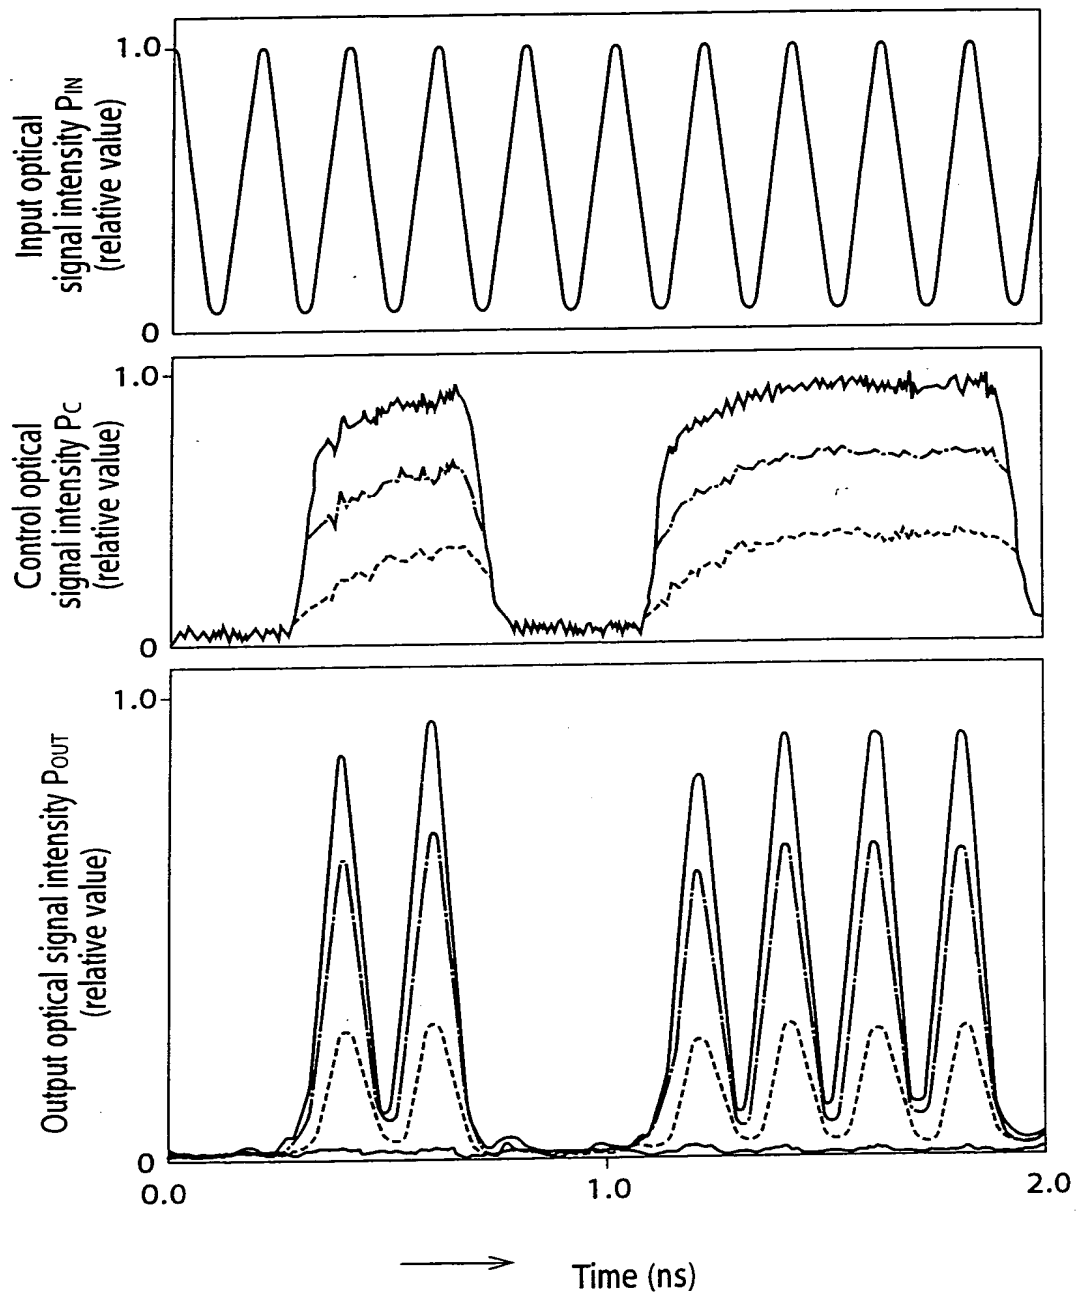 Input optical
signal intensity PIN
(relative value)
1.0
0
Control optical
signal intensity PC
(relative value)
1.0
0
Output optical signal intensity POUT
(relative value)
1.0
0
0.0
1.0
2.0
Time (ns)